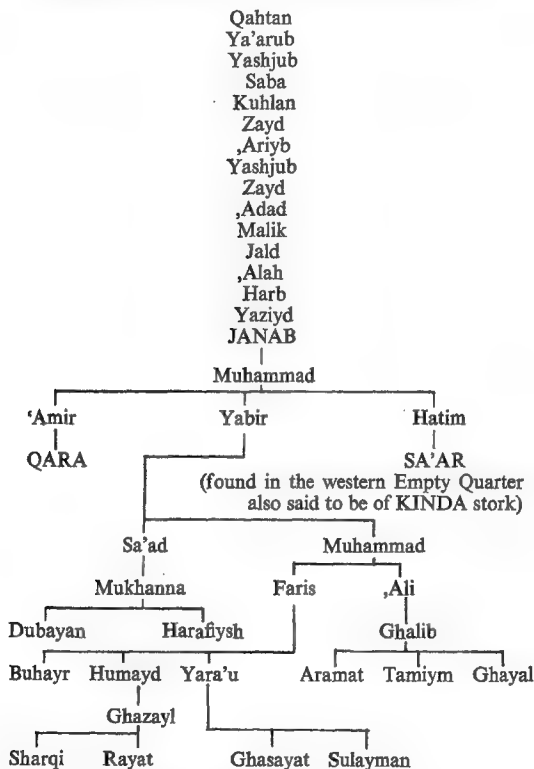 Qahtan
Ya'arub
Yashjub
Saba
Kuhlan
Zayd
,Ariyb
Yashjub
Zayd
,Adad
Malik
Jald
,Alah
Harb
Yaziyd
JANAB
Muhammad
‘Amir Yabir Hatim
QARA SA'AR
(found in the western Empty Quarter
also said to be of KINDA stork)
Sa'ad Muhammad
Mukhanna Faris ,Ali
Dubayan Harafiysh Ghalib
Buhayr Humayd Yara'u Aramat Tamiym Ghayal
Ghazayl
Sharqi Rayat Ghasayat Sulayman